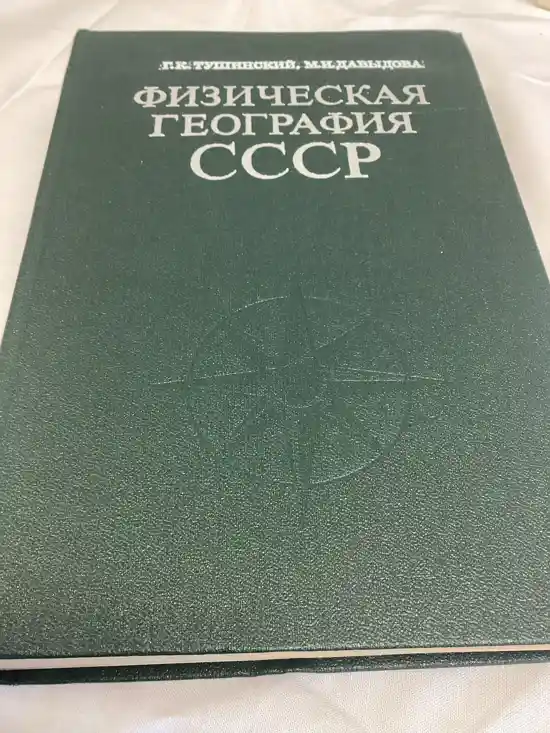 Г.К. ТУШИНСКИЙ, М.И. ДАВЫДОВА
ФИЗИЧЕСКАЯ
ГЕОГРАФИЯ
СССР